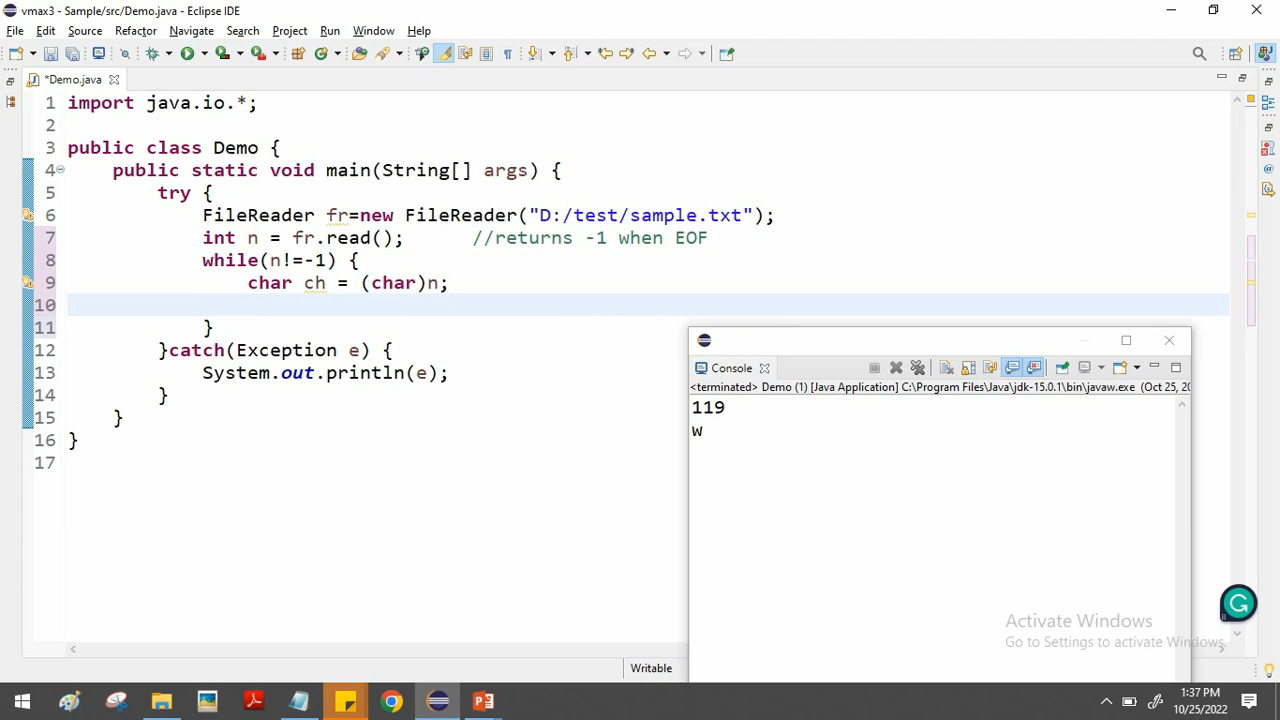 vmax3 - Sample/src/Demo.java - Eclipse IDE
File Edit Source Refactor Navigate Search Project Run Window Help
*Demo.java
1 import java.io.*;
2
3 public class Demo {
4 public static void main(String[] args) {
5 try {
6 FileReader fr=new FileReader("D:/test/sample.txt");
7 int n = fr.read(); //returns -1 when EOF
8 while(n!=-1) {
9 char ch = (char)n;
10
11 }
12 }catch(Exception e) {
13 System.out.println(e);
14 }
15 }
16 }
17
Console
<terminated> Demo (1) [Java Application] C:\Program Files\Java\jdk-15.0.1\bin\javaw.exe (Oct 25, 20
119
w
Activate Windows
Go to Settings to activate Windows.
Writable
1:37 PM
10/25/2022